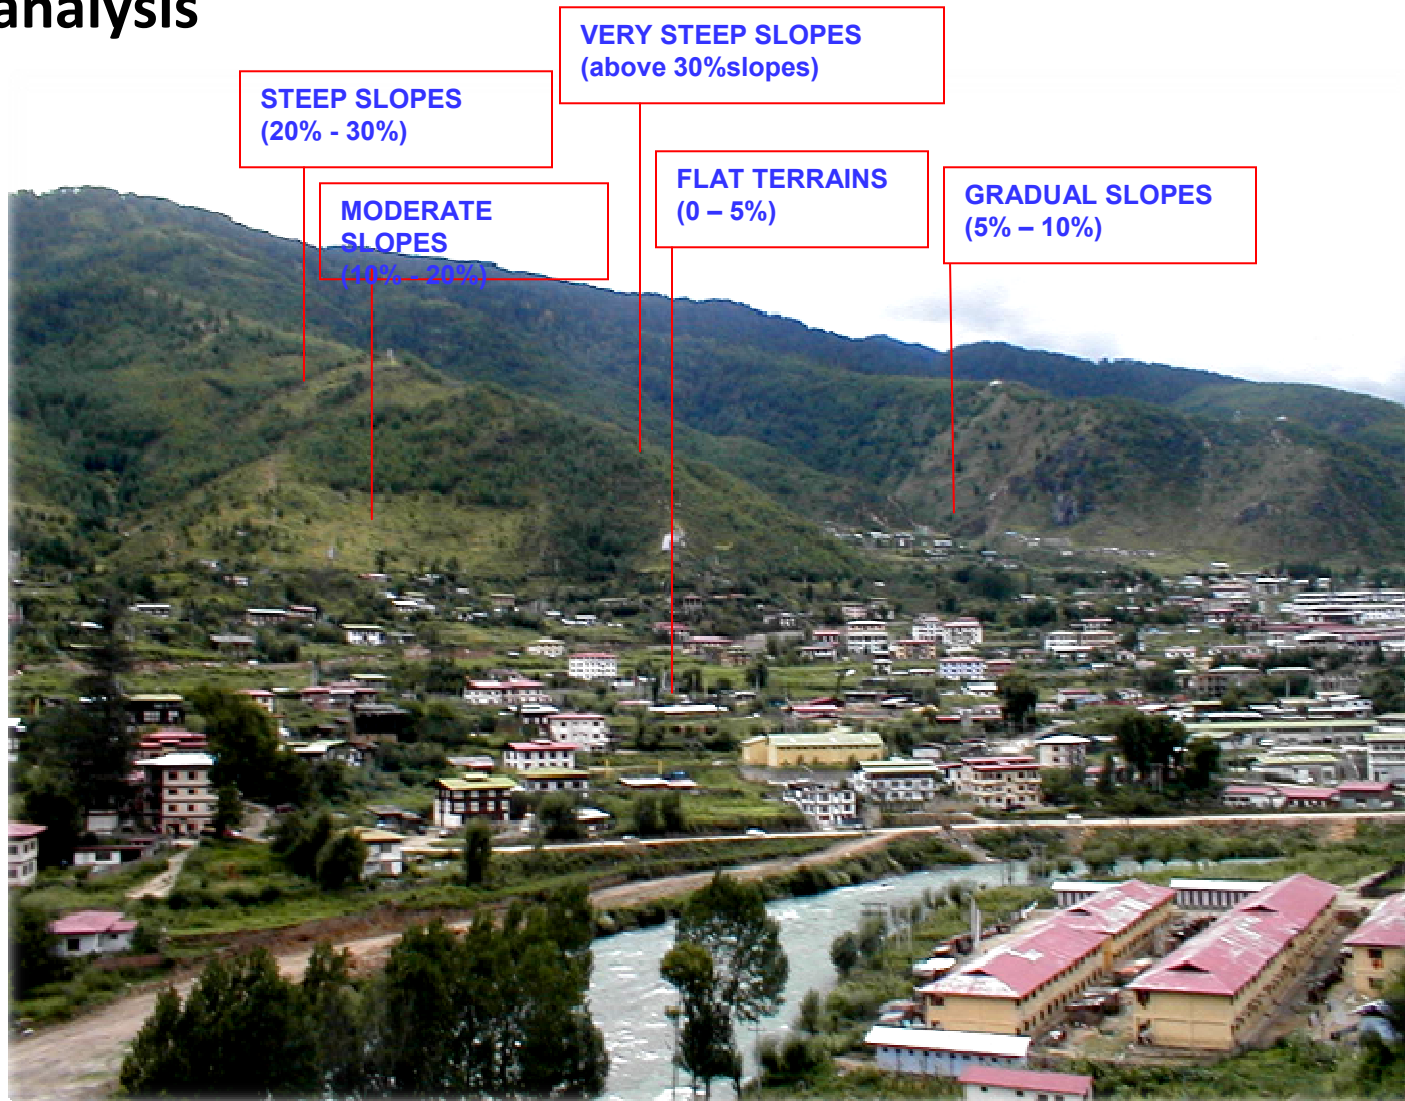 analysis
VERY STEEP SLOPES
(above 30%slopes)
STEEP SLOPES
(20% - 30%)
FLAT TERRAINS
(0 – 5%)
GRADUAL SLOPES
(5% – 10%)
MODERATE
SLOPES
(10% - 20%)